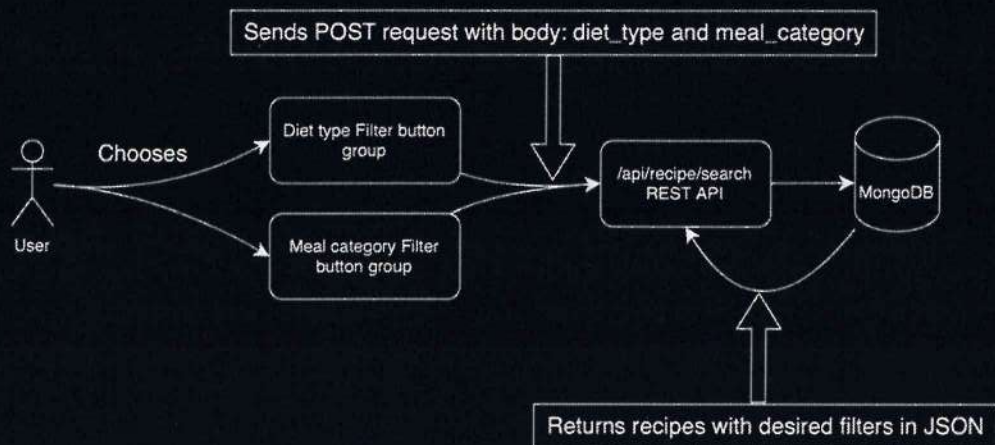 Sends POST request with body: diet_type and meal_category
Diet type Filter button
group
Chooses
/api/recipe/search
REST API
MongoDB
User
Meal category Filter
button group
Returns recipes with desired filters in JSON